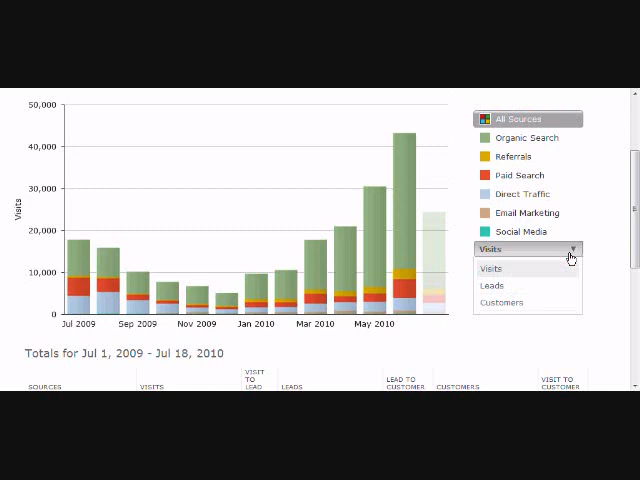 50,000
40,000
30,000
20,000
10,000
0
Visits
Jul 2009 Sep 2009 Nov 2009 Jan 2010 Mar 2010 May 2010
All Sources
Organic Search
Referrals
Paid Search
Direct Traffic
Email Marketing
Social Media
Visits
Visits
Leads
Customers
Totals for Jul 1, 2009 - Jul 18, 2010
SOURCES
VISITS
VISIT
TO
LEAD
LEADS
LEAD TO
CUSTOMER
CUSTOMERS
VISIT TO
CUSTOMER